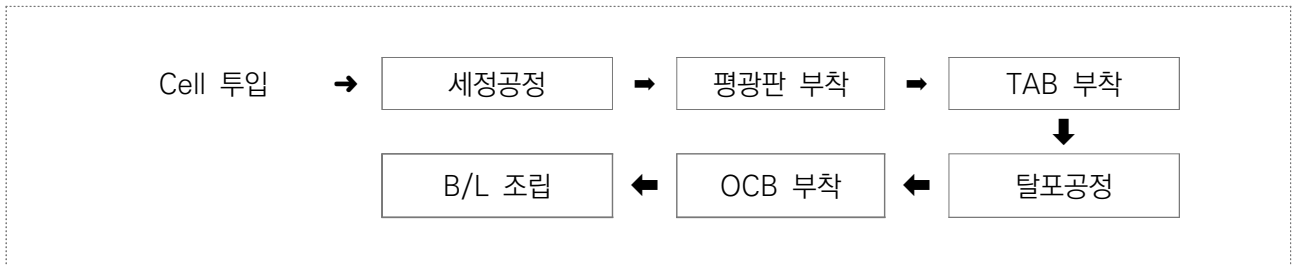 Cell 투입 ➜ 세정공정 ➡ 평광판 부착 ➡ TAB 부착
⬇
B/L 조립 ⬅ OCB 부착 ⬅ 탈포공정